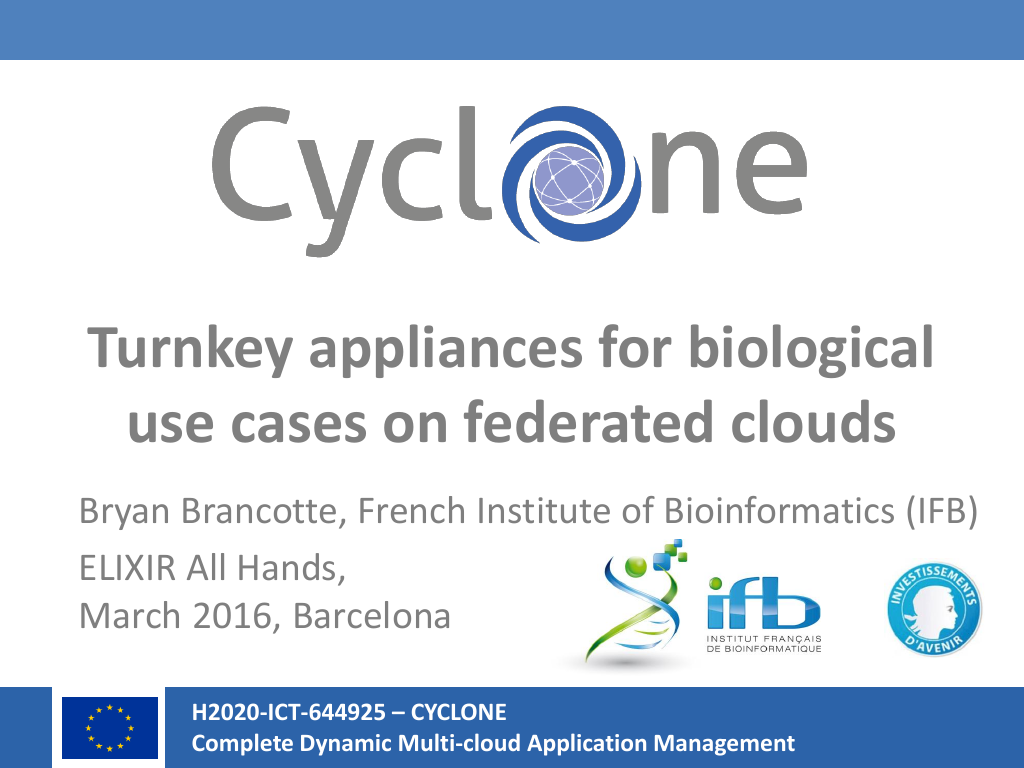 Cyclone
Turnkey appliances for biological
use cases on federated clouds
Bryan Brancotte, French Institute of Bioinformatics (IFB)
ELIXIR All Hands,
March 2016, Barcelona
ifb
INSTITUT FRANÇAIS
DE BIOINFORMATIQUE
INVESTISSEMENTS
D'AVENIR
H2020-ICT-644925 – CYCLONE
Complete Dynamic Multi-cloud Application Management